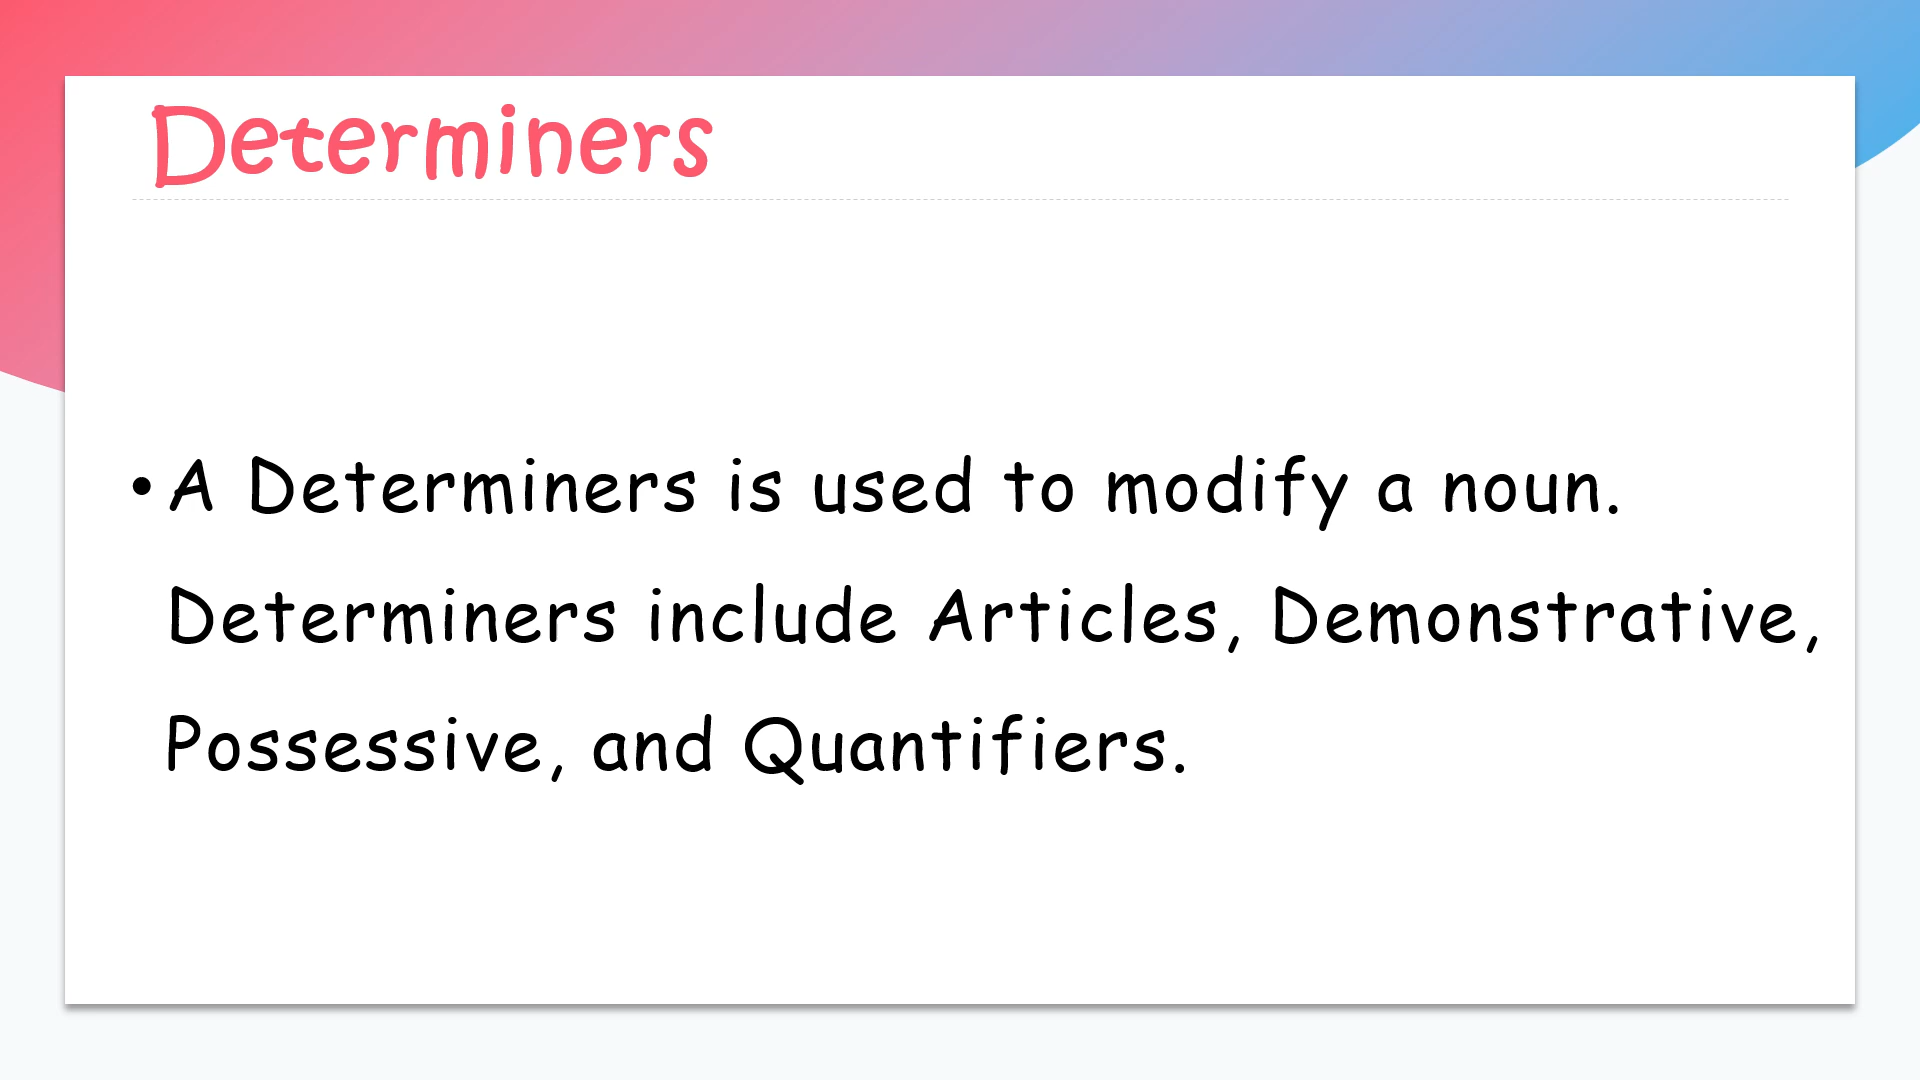 Determiners
• A Determiners is used to modify a noun.
Determiners include Articles, Demonstrative,
Possessive, and Quantifiers.